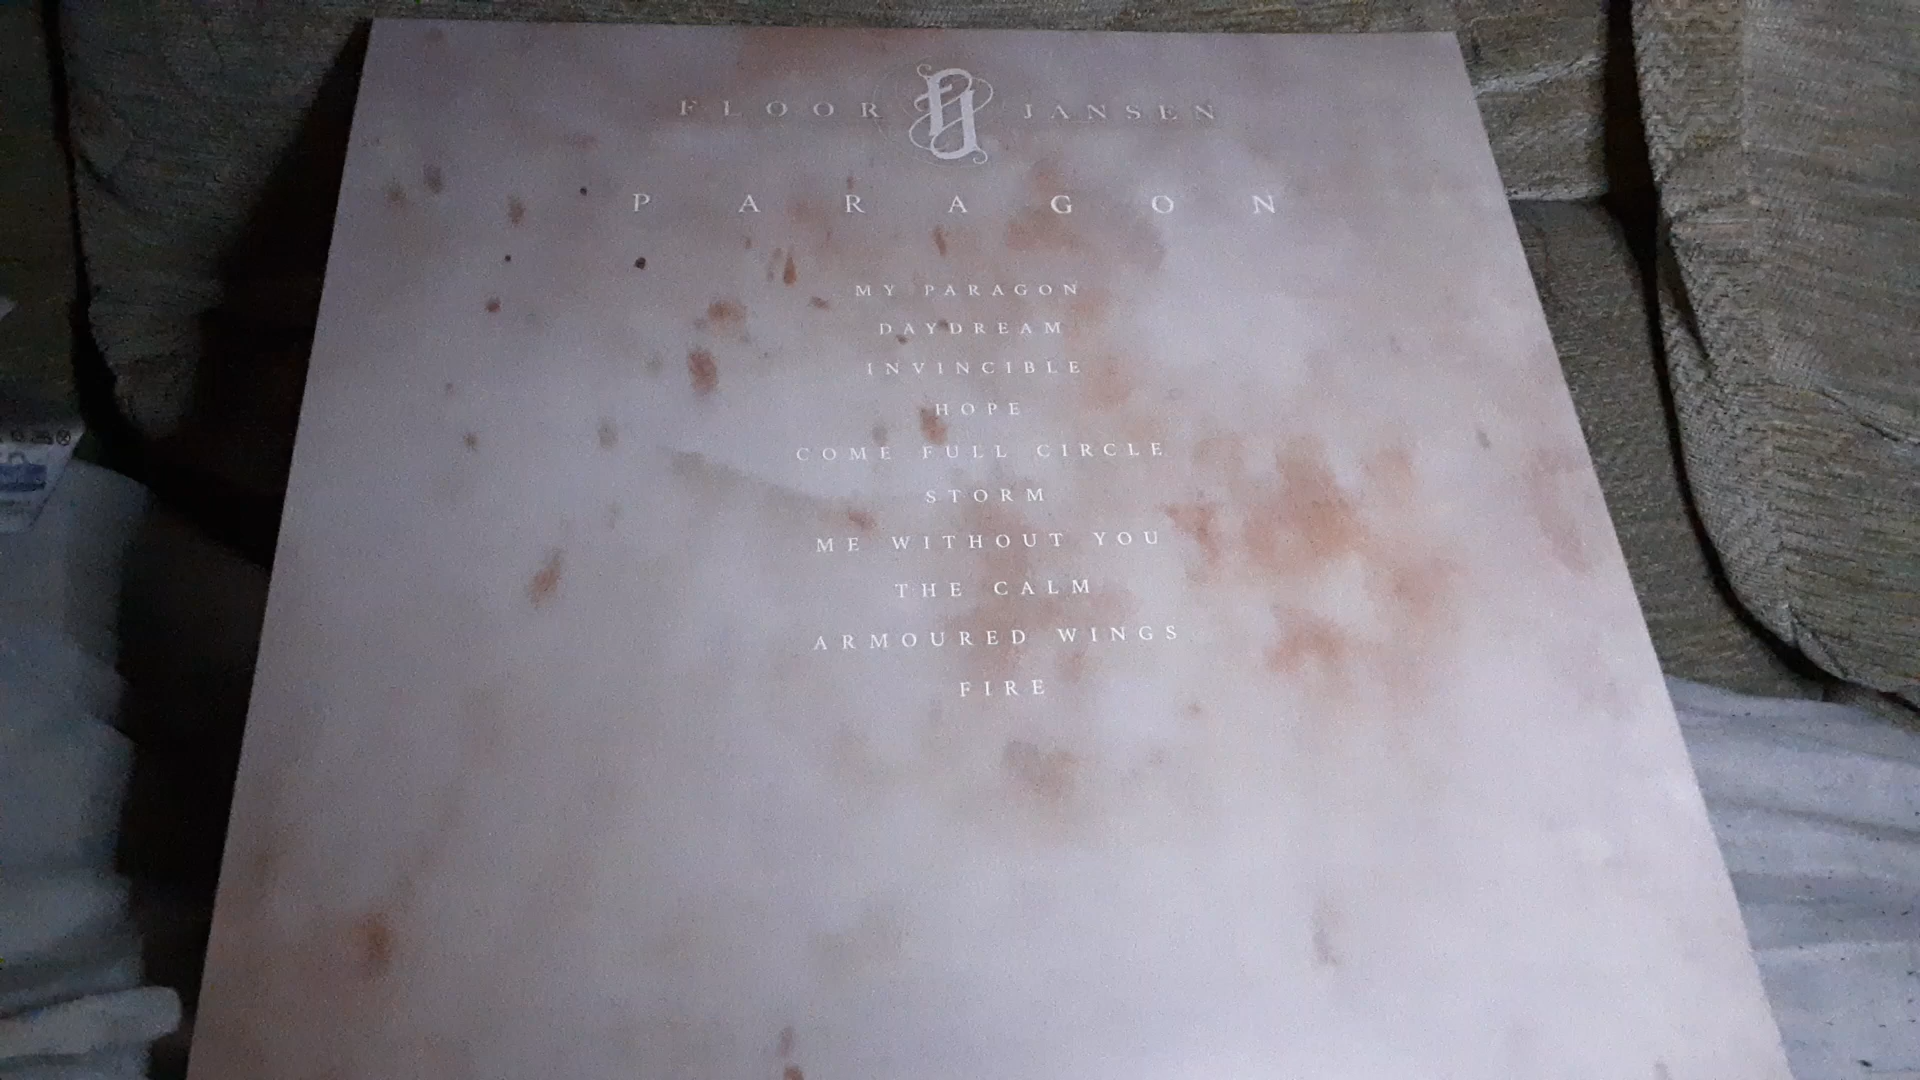 FLOOR JANSEN
PARAGON
MY PARAGON
DAYDREAM
INVINCIBLE
HOPE
COME FULL CIRCLE
STORM
ME WITHOUT YOU
THE CALM
ARMOURED WINGS
FIRE